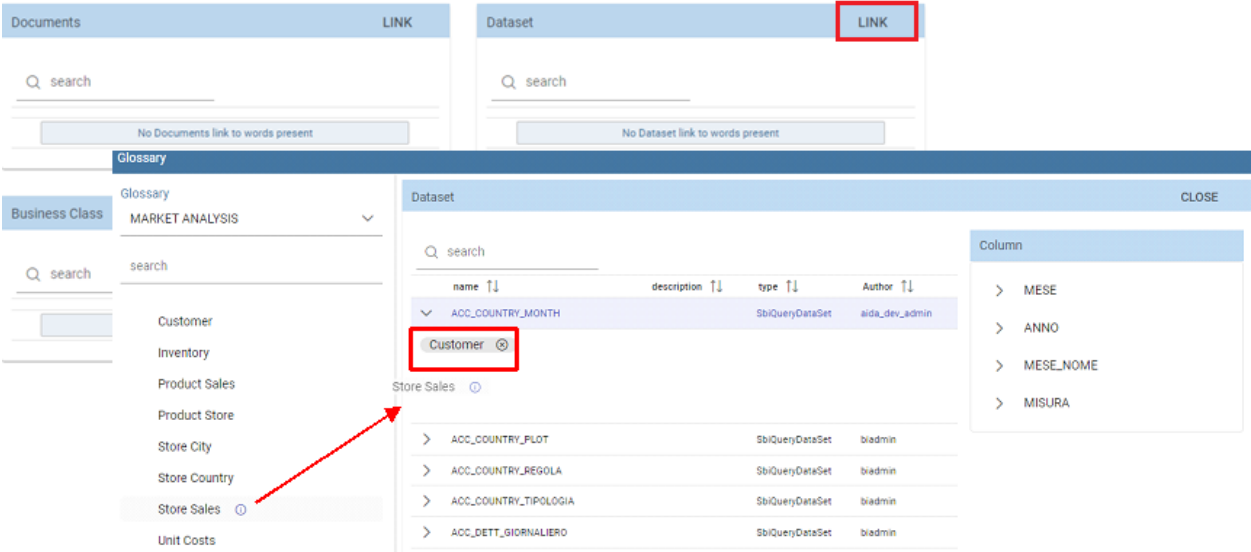 Documents LINK
Dataset LINK
search
search
No Documents link to words present
No Dataset link to words present
Business Class
search
Glossary
Glossary
MARKET ANALYSIS
search
Customer
Inventory
Product Sales
Product Store
Store City
Store Country
Store Sales
Unit Costs
Dataset CLOSE
search
name description type Author
ACC_COUNTRY_MONTH SbiQueryDataSet aida_dev_admin
Customer
Store Sales
ACC_COUNTRY_PLOT SbiQueryDataSet biadmin
ACC_COUNTRY_REGOLA SbiQueryDataSet biadmin
ACC_COUNTRY_TIPOLOGIA SbiQueryDataSet biadmin
ACC_DETT_GIORNALIERO SbiQueryDataSet biadmin
Column
MESE
ANNO
MESE_NOME
MISURA